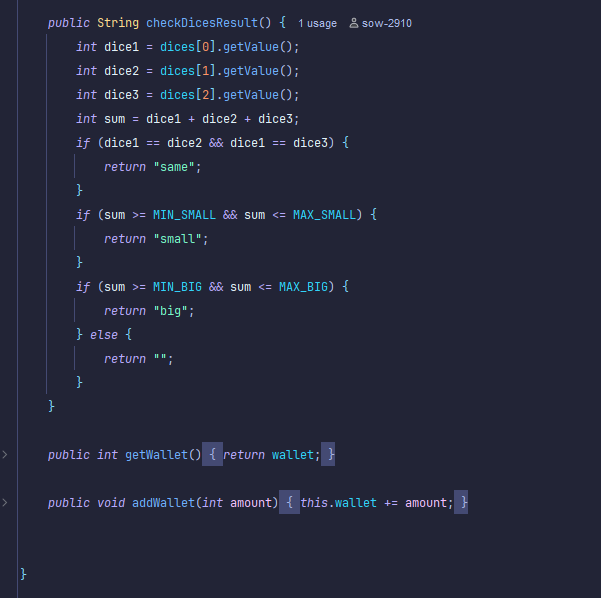 public String checkDicesResult() { 1 usage sow-2910
int dice1 = dices[0].getValue();
int dice2 = dices[1].getValue();
int dice3 = dices[2].getValue();
int sum = dice1 + dice2 + dice3;
if (dice1 == dice2 && dice1 == dice3) {
return "same";
}
if (sum >= MIN_SMALL && sum <= MAX_SMALL) {
return "small";
}
if (sum >= MIN_BIG && sum <= MAX_BIG) {
return "big";
} else {
return "";
}
}
public int getWallet() { return wallet; }
public void addWallet(int amount) { this.wallet += amount; }
}